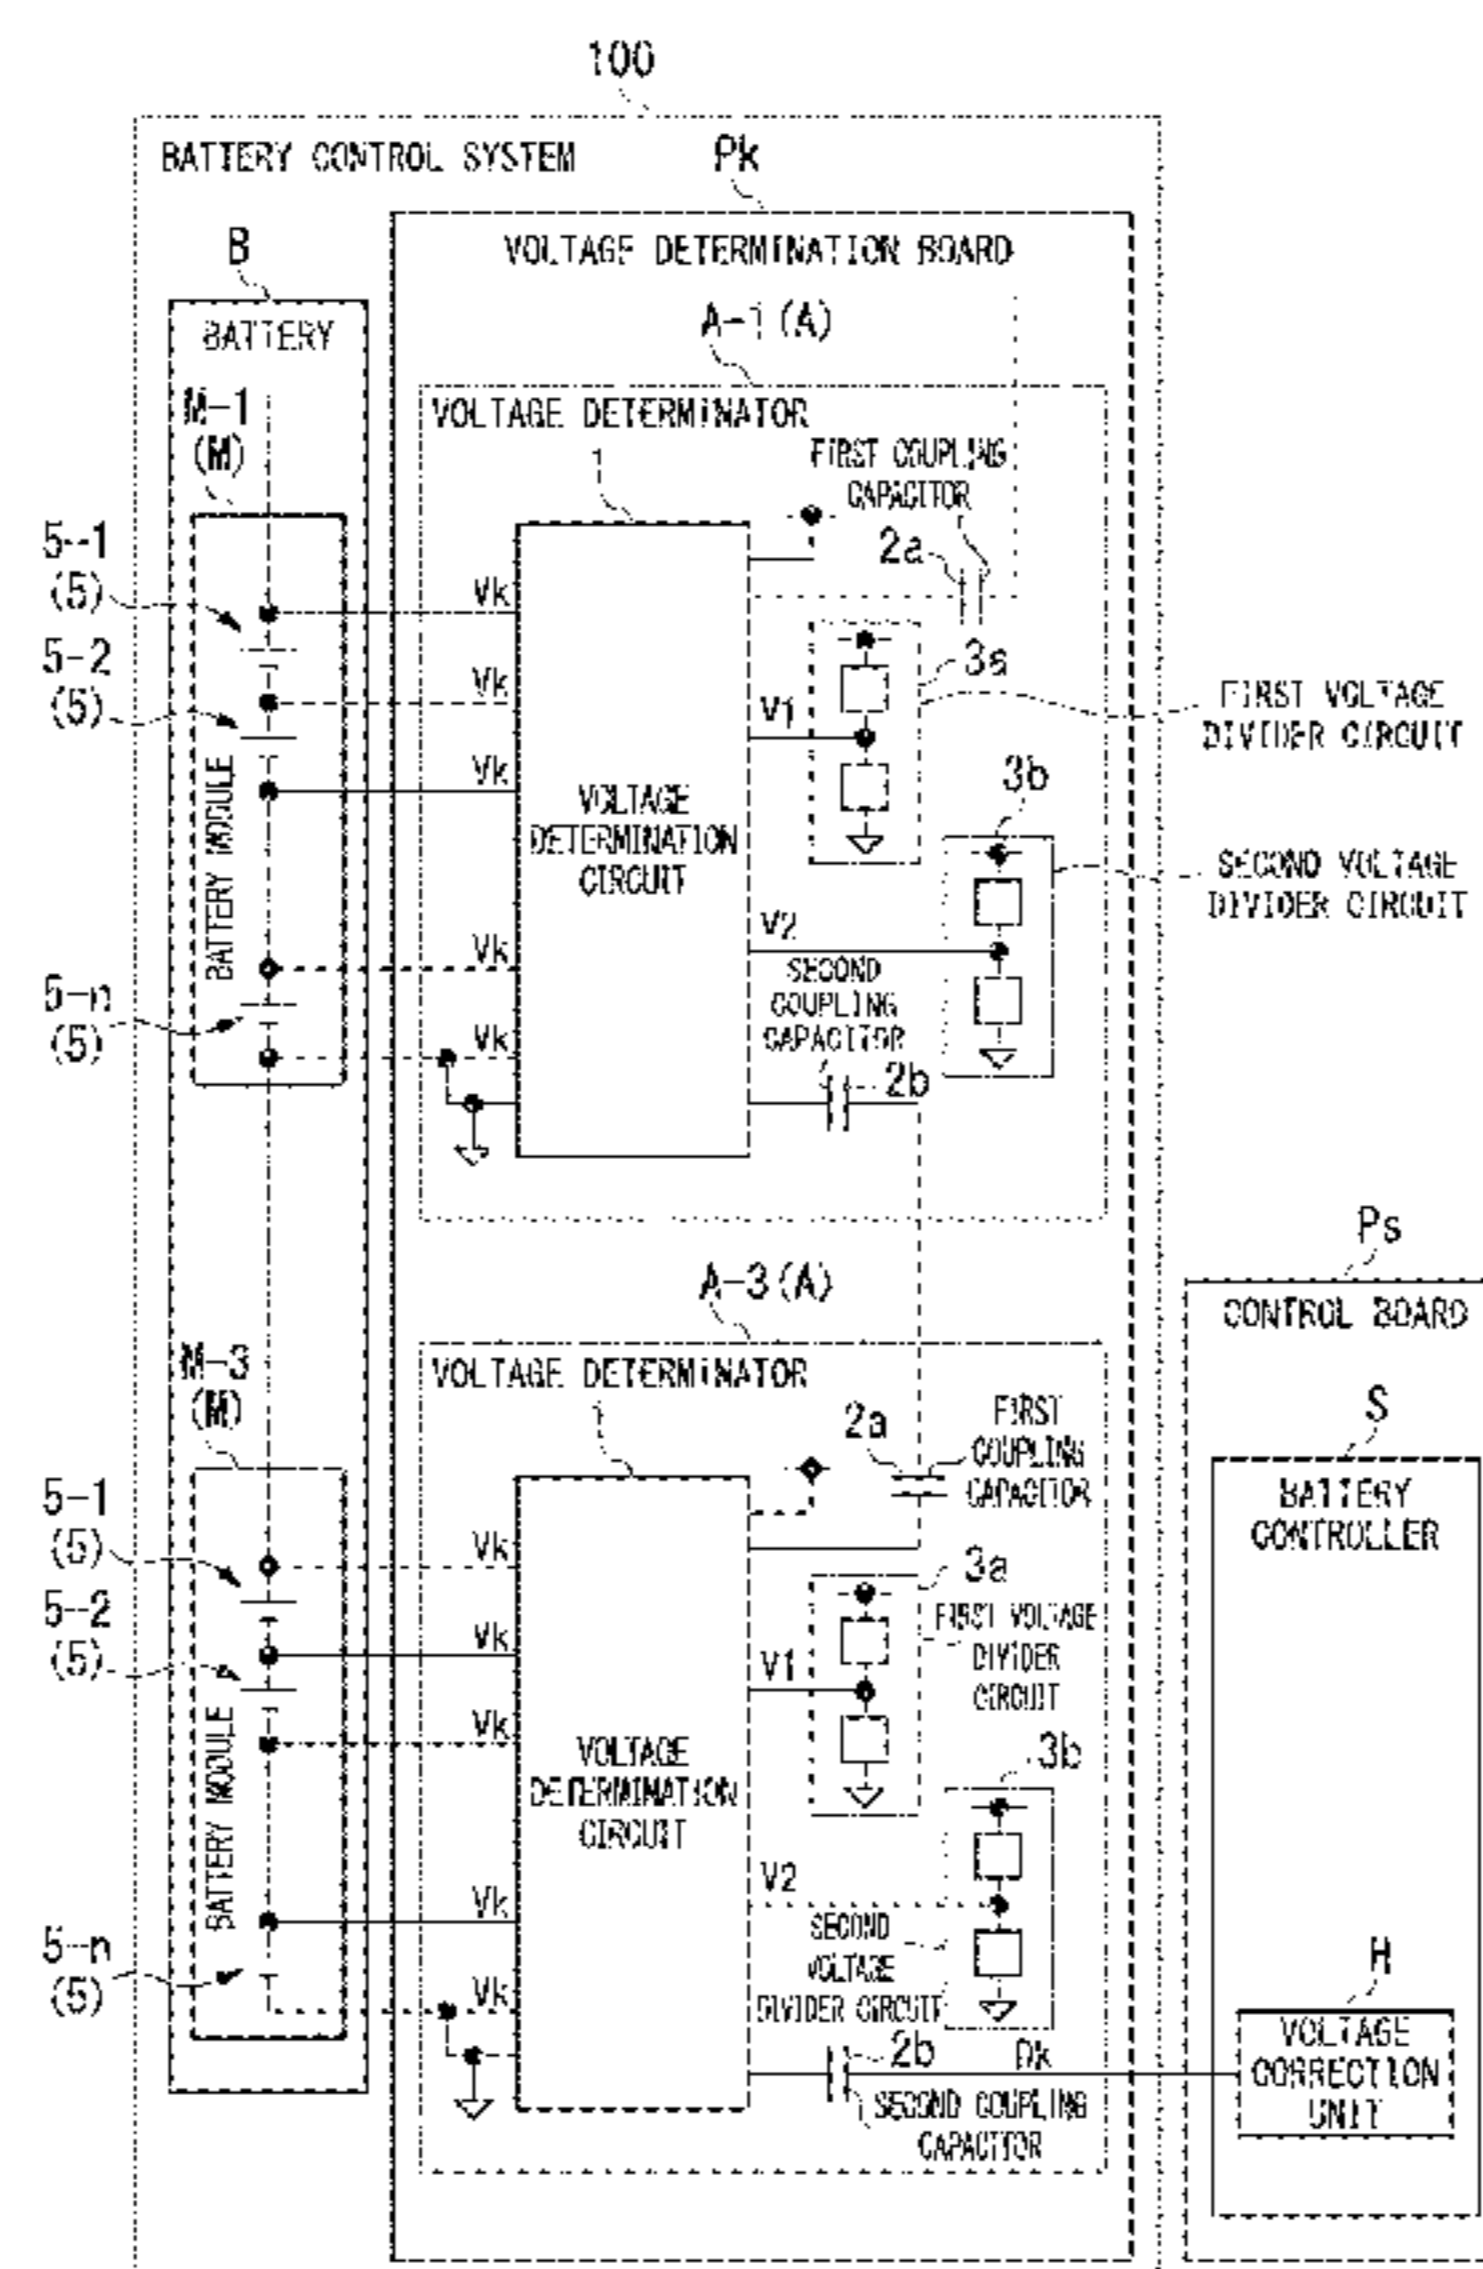 100
BATTERY CONTROL SYSTEM
Pk
VOLTAGE DETERMINATION BOARD
B
BATTERY
A-1(A)
VOLTAGE DETERMINATOR
M-1
(M)
1
FIRST COUPLING
CAPACITOR
2a
5-1
(5)
5-2
(5)
5-n
(5)
BATTERY MODULE
Vk
Vk
Vk
Vk
Vk
VOLTAGE
DETERMINATION
CIRCUIT
3a
V1
FIRST VOLTAGE
DIVIDER CIRCUIT
3b
SECOND VOLTAGE
DIVIDER CIRCUIT
V2
SECOND
COUPLING
CAPACITOR
2b
A-3(A)
VOLTAGE DETERMINATOR
M-3
(M)
1
2a
FIRST
COUPLING
CAPACITOR
5-1
(5)
5-2
(5)
5-n
(5)
BATTERY MODULE
Vk
Vk
Vk
Vk
Vk
VOLTAGE
DETERMINATION
CIRCUIT
3a
FIRST VOLTAGE
DIVIDER
CIRCUIT
V1
3b
V2
SECOND
VOLTAGE
DIVIDER CIRCUIT
2b
SECOND COUPLING
CAPACITOR
Ps
CONTROL BOARD
S
BATTERY
CONTROLLER
H
VOLTAGE
CORRECTION
UNIT